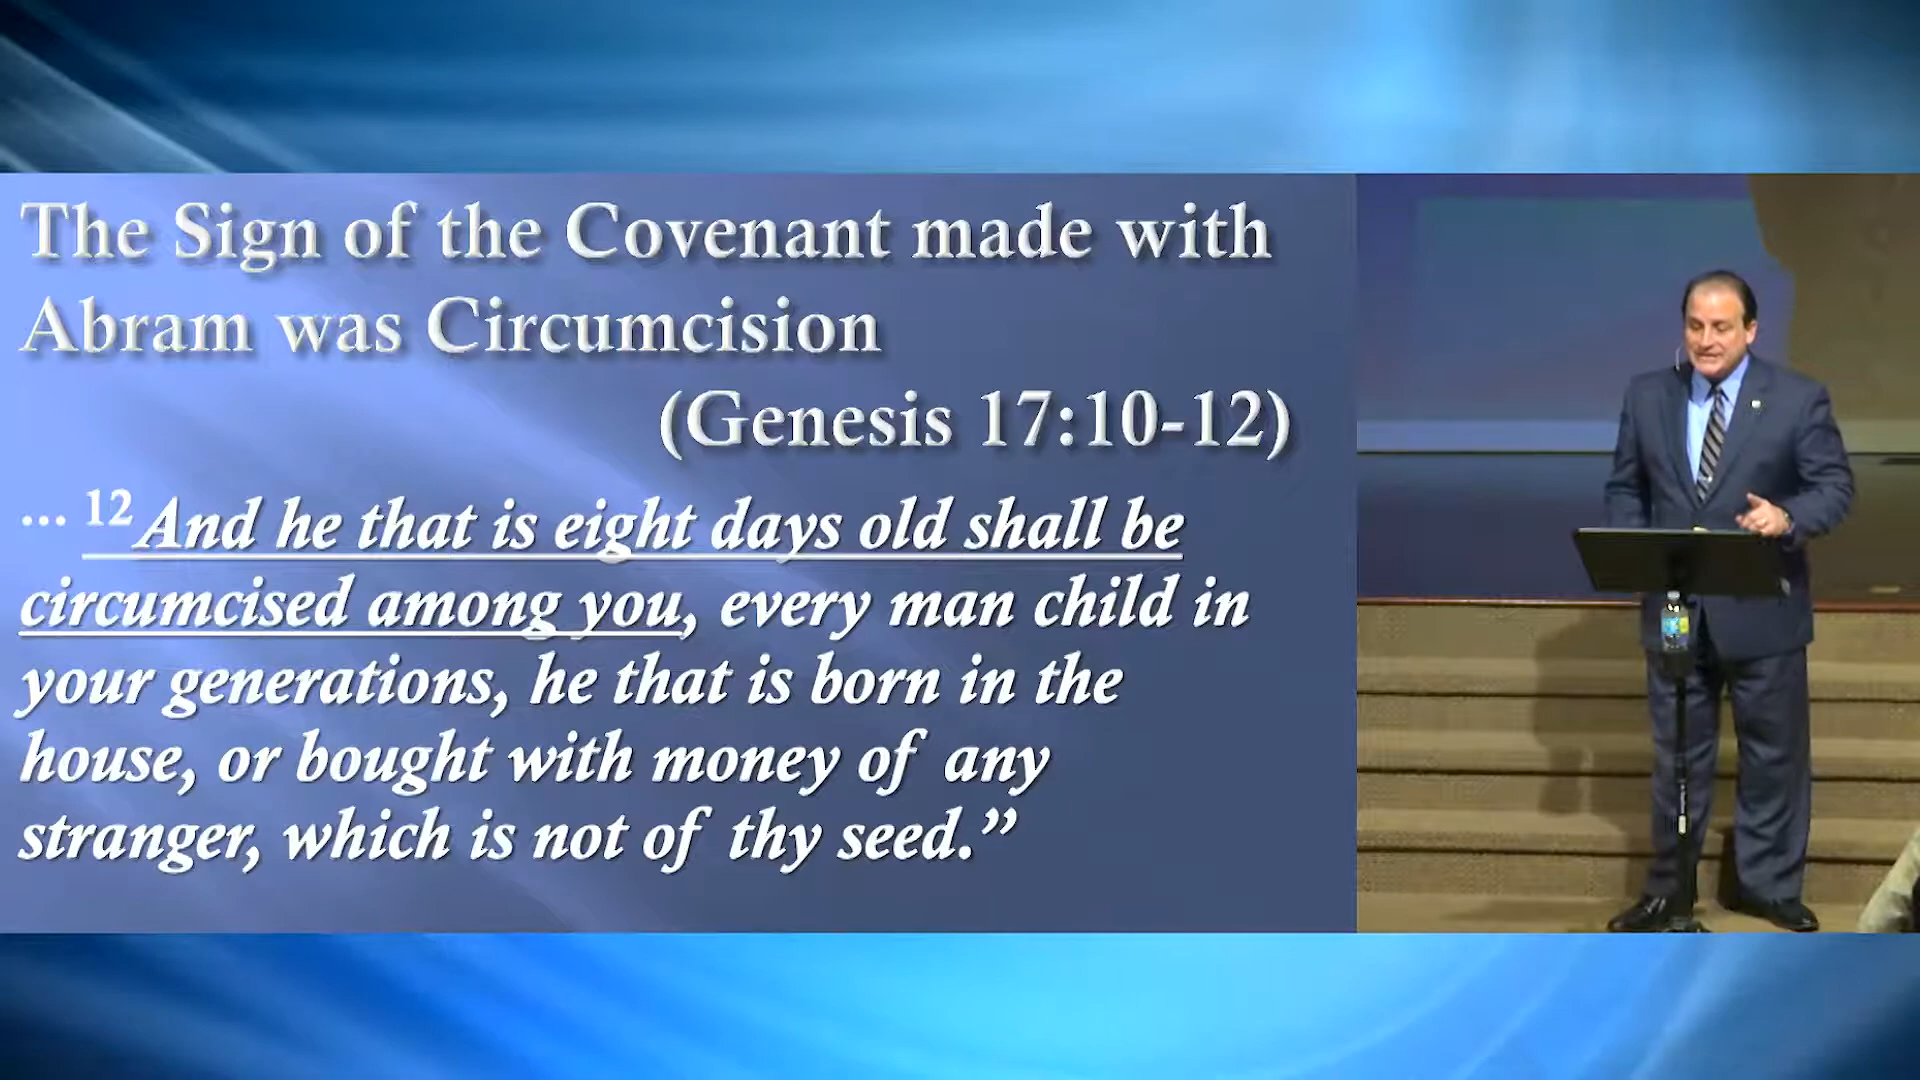 The Sign of the Covenant made with
Abram was Circumcision
(Genesis 17:10-12)
... 12 And he that is eight days old shall be
circumcised among you, every man child in
your generations, he that is born in the
house, or bought with money of any
stranger, which is not of thy seed.”